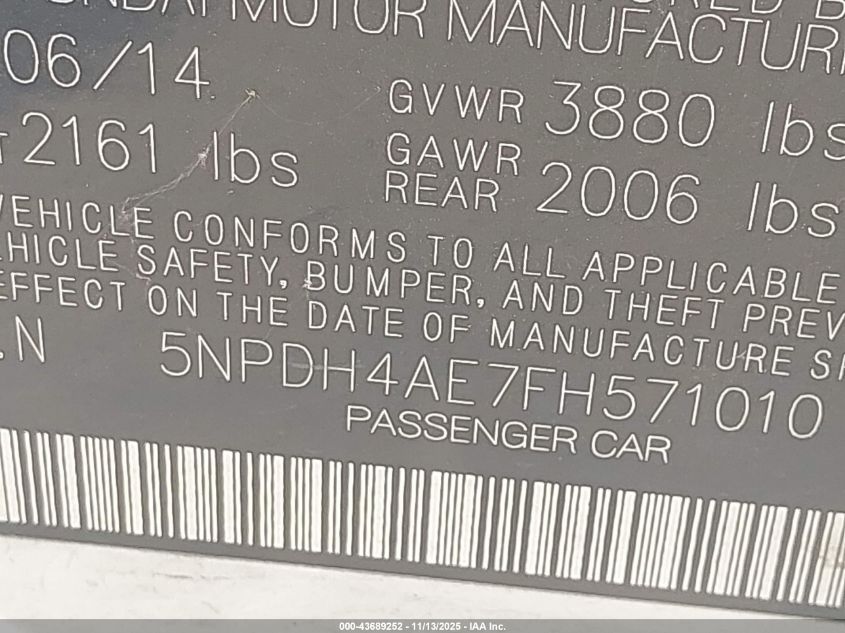 MOTOR MANUFACTURI
06/14
GVWR 3880 lbs
2161 lbs
GAWR
REAR 2006 lbs
VEHICLE CONFORMS TO ALL APPLICABLE
EHICLE SAFETY, BUMPER, AND THEFT PREV
EFFECT ON THE DATE OF MANUFACTURE S
.N 5NPDH4AE7FH571010
PASSENGER CAR
000-43689252 - 11/13/2025 - IAA Inc.